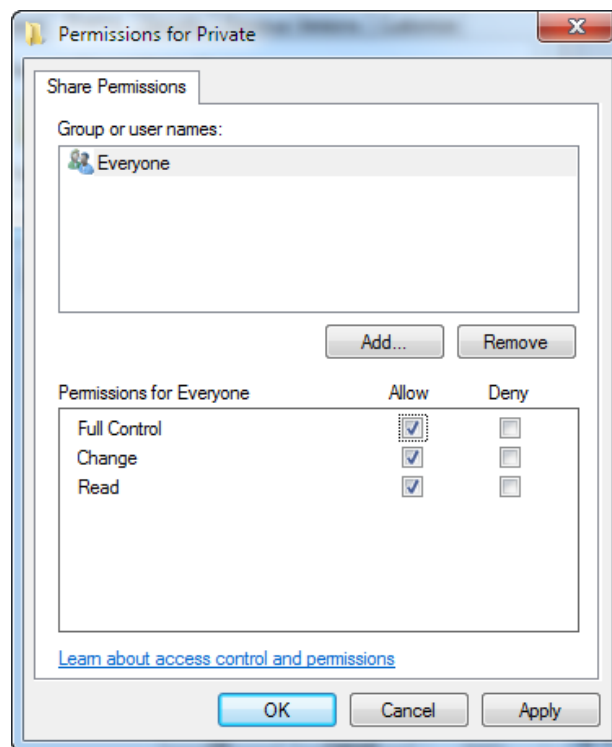 Permissions for Private
Share Permissions
Group or user names:
Everyone
Add... Remove
Permissions for Everyone Allow Deny
Full Control
Change
Read
Learn about access control and permissions
OK Cancel Apply